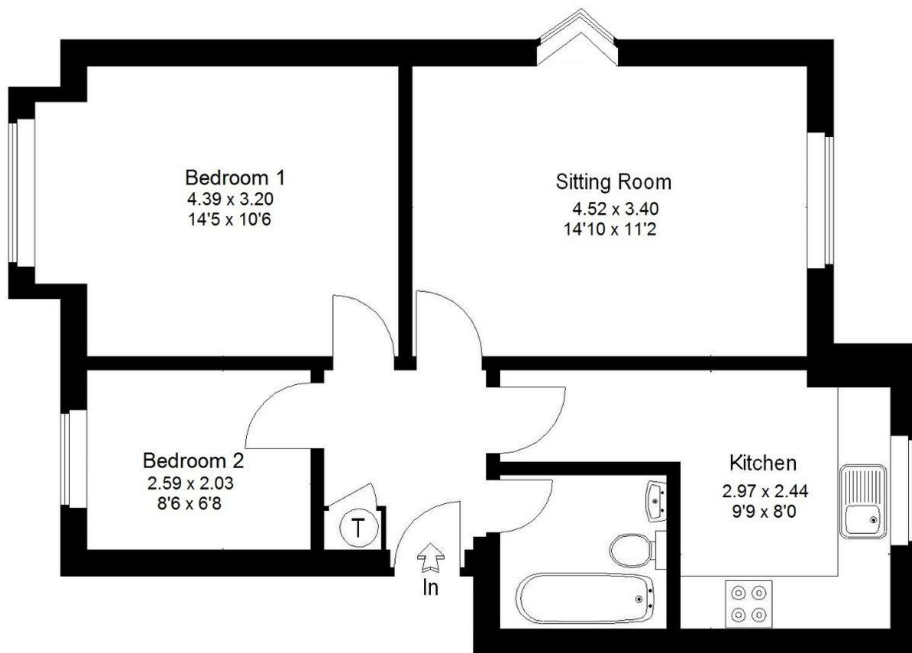 Bedroom 1
4.39 x 3.20
14'5 x 10'6
Sitting Room
4.52 x 3.40
14'10 x 11'2
Bedroom 2
2.59 x 2.03
8'6 x 6'8
Kitchen
2.97 x 2.44
9'9 x 8'0
T
In